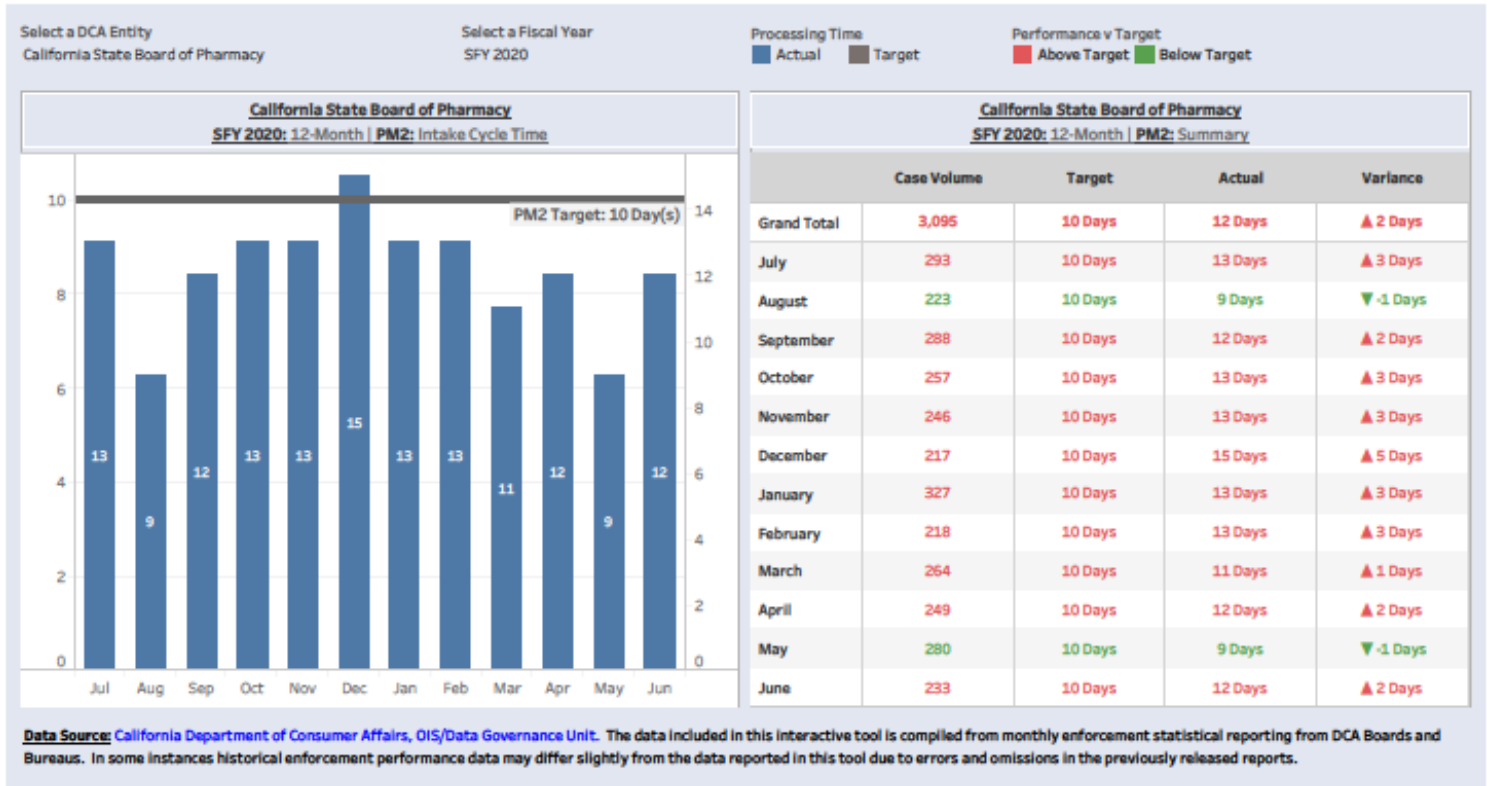 Select a DCA Entity
California State Board of Pharmacy
Select a Fiscal Year
SFY 2020
Processing Time
Actual
Target
Performance v Target
Above Target
Below Target
California State Board of Pharmacy
SFY 2020: 12-Month | PM2: Intake Cycle Time
10
8
6
4
2
0
PM2 Target: 10 Day(s)
14
12
10
8
6
4
2
0
13
9
12
13
13
15
13
13
11
12
9
12
Jul Aug Sep Oct Nov Dec Jan Feb Mar Apr May Jun
California State Board of Pharmacy
SFY 2020: 12-Month | PM2: Summary
Case Volume Target Actual Variance
Grand Total 3,095 10 Days 12 Days ▲ 2 Days
July 293 10 Days 13 Days ▲ 3 Days
August 223 10 Days 9 Days ▼ -1 Days
September 288 10 Days 12 Days ▲ 2 Days
October 257 10 Days 13 Days ▲ 3 Days
November 246 10 Days 13 Days ▲ 3 Days
December 217 10 Days 15 Days ▲ 5 Days
January 327 10 Days 13 Days ▲ 3 Days
February 218 10 Days 13 Days ▲ 3 Days
March 264 10 Days 11 Days ▲ 1 Days
April 249 10 Days 12 Days ▲ 2 Days
May 280 10 Days 9 Days ▼ -1 Days
June 233 10 Days 12 Days ▲ 2 Days
Data Source: California Department of Consumer Affairs, OIS/Data Governance Unit. The data included in this interactive tool is compiled from monthly enforcement statistical reporting from DCA Boards and
Bureaus. In some instances historical enforcement performance data may differ slightly from the data reported in this tool due to errors and omissions in the previously released reports.